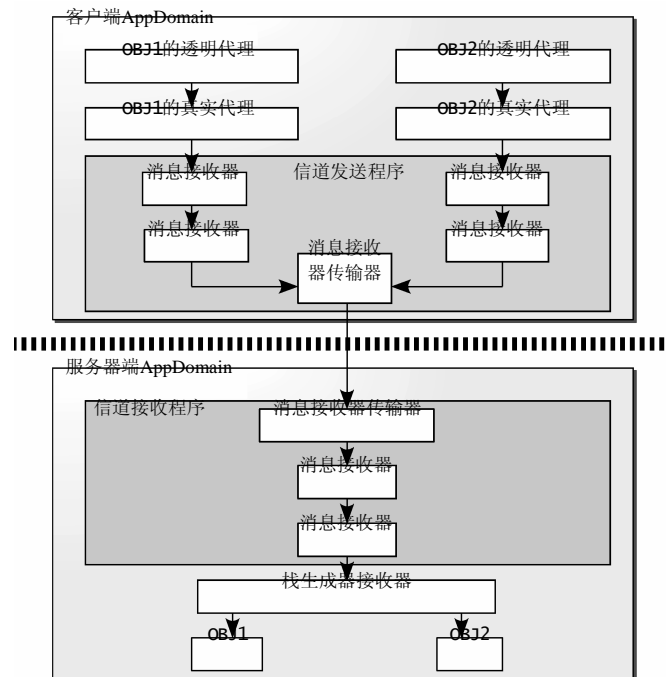 客户端AppDomain
OBJ1的透明代理
OBJ2的透明代理
OBJ1的真实代理
OBJ2的真实代理
消息接收器
信道发送程序
消息接收器
消息接收器
消息接收器
消息接收
器传输器
服务器端AppDomain
信道接收程序
消息接收器传输器
消息接收器
消息接收器
栈生成器接收器
OBJ1
OBJ2